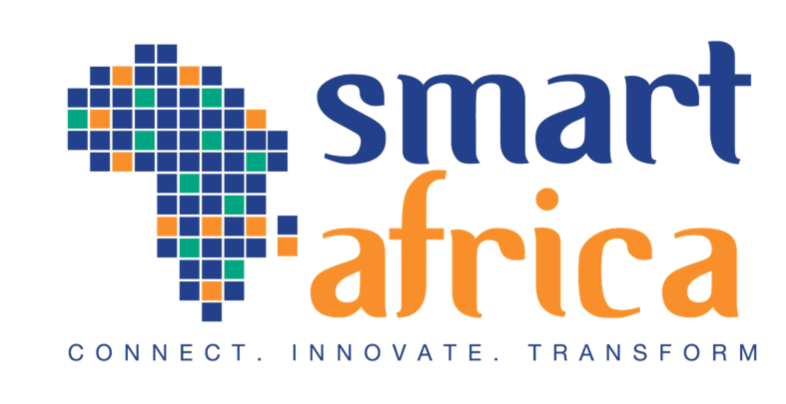 smart
africa
CONNECT. INNOVATE. TRANSFORM